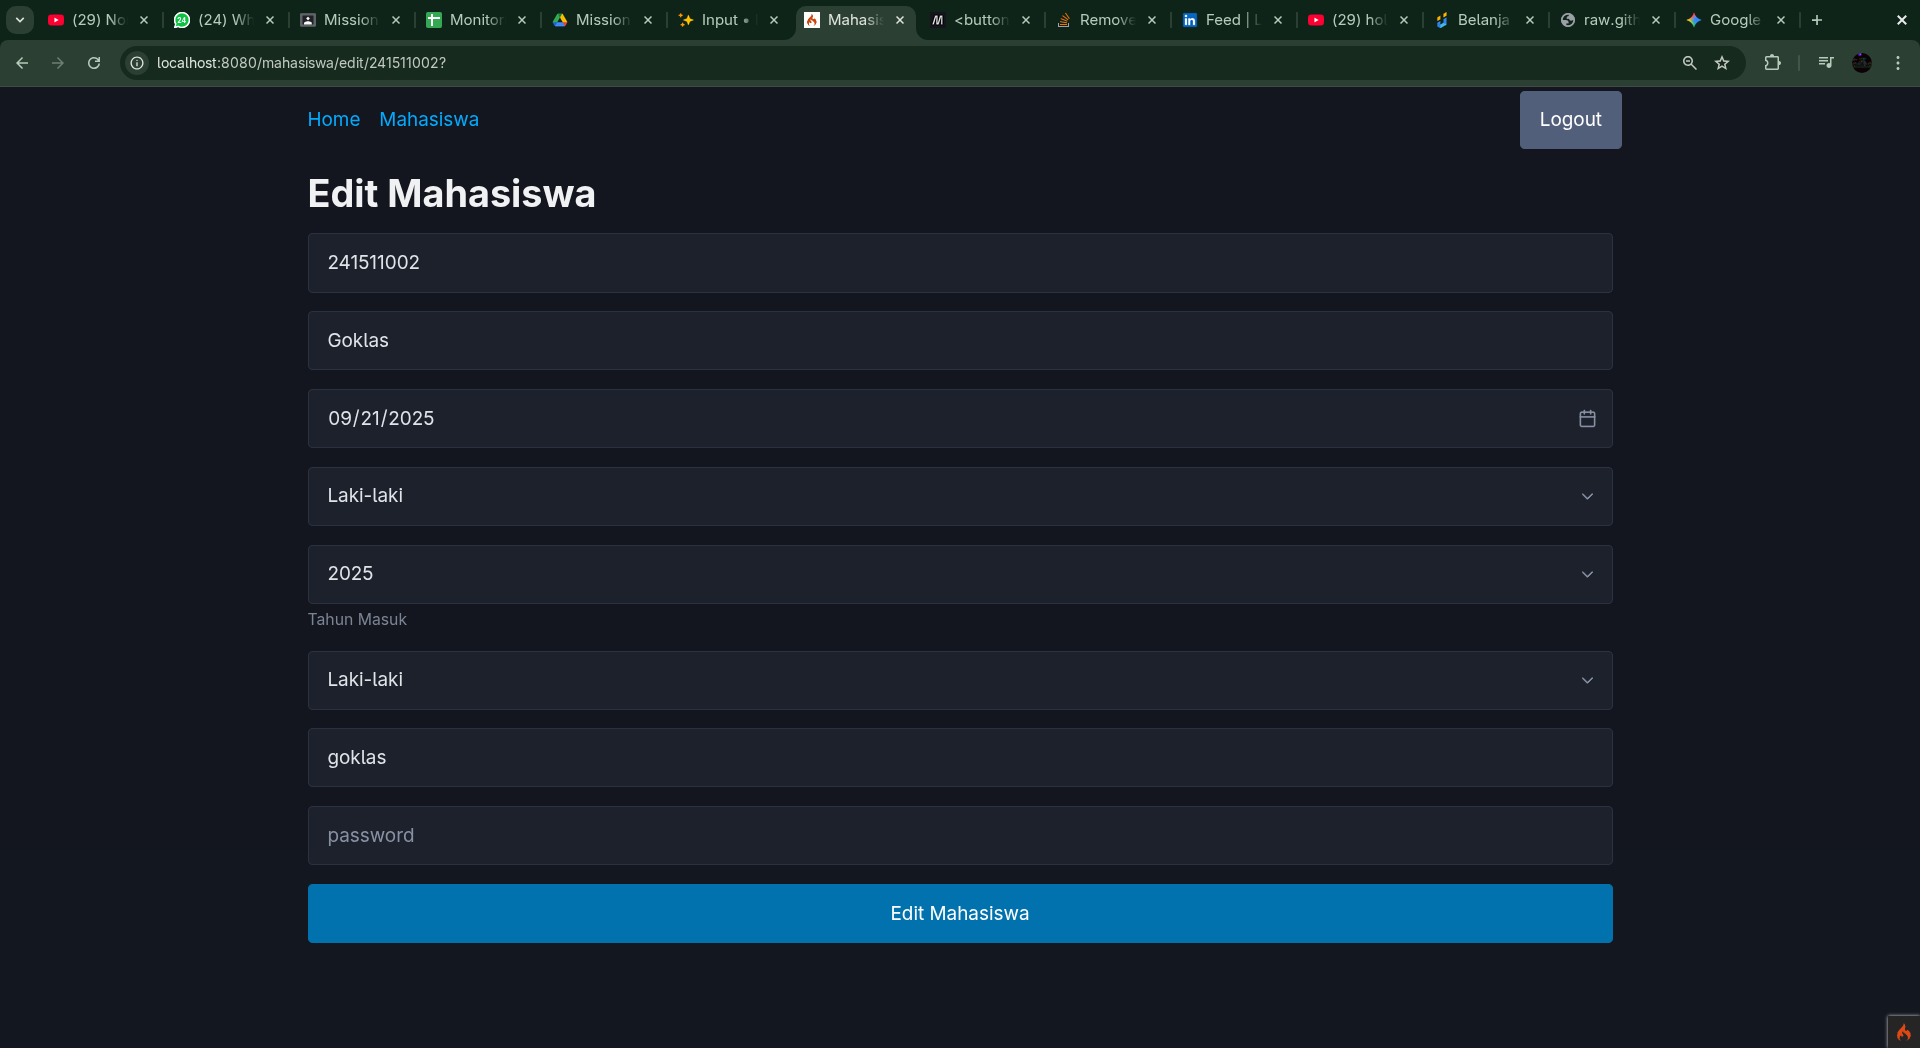 (29) No
(24) Wh
Mission
Monitor
Mission
Input •
Mahasis
<button
Remove
Feed | L
(29) hol
Belanja
raw.gith
Google
localhost:8080/mahasiswa/edit/241511002?
Home Mahasiswa Logout
Edit Mahasiswa
241511002
Goklas
09/21/2025
Laki-laki
2025
Tahun Masuk
Laki-laki
goklas
password
Edit Mahasiswa